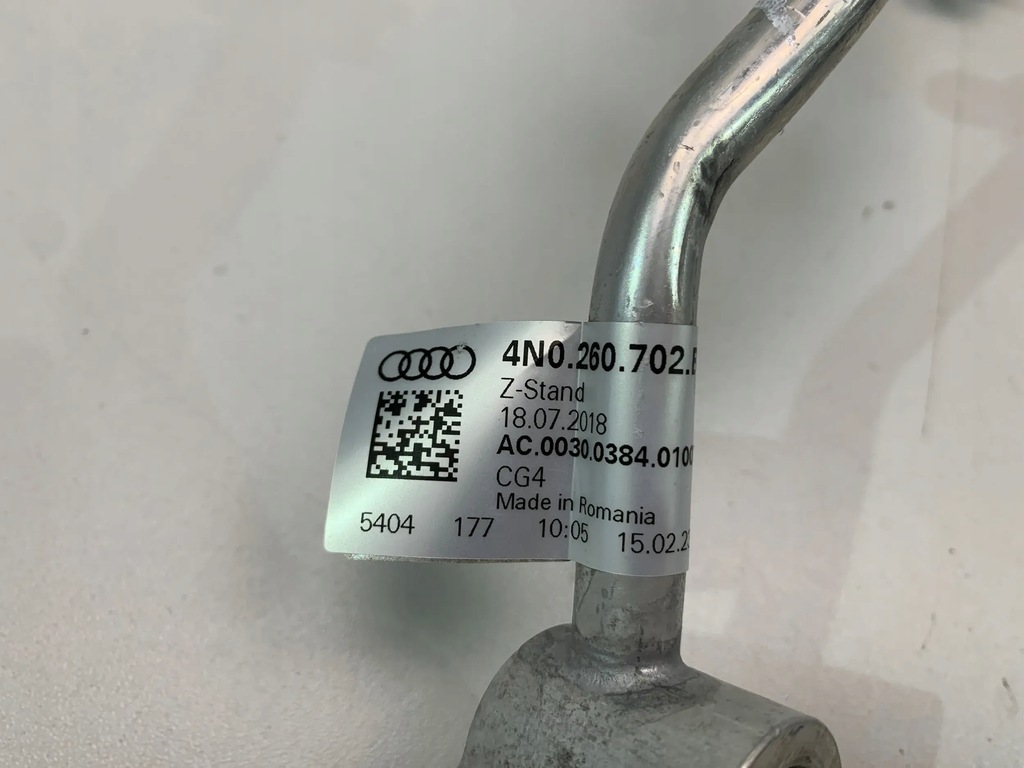 4N0.260.702.
Z-Stand
18.07.2018
AC.0030.0384.010
CG4
Made in Romania
5404 177 10:05 15.02.2